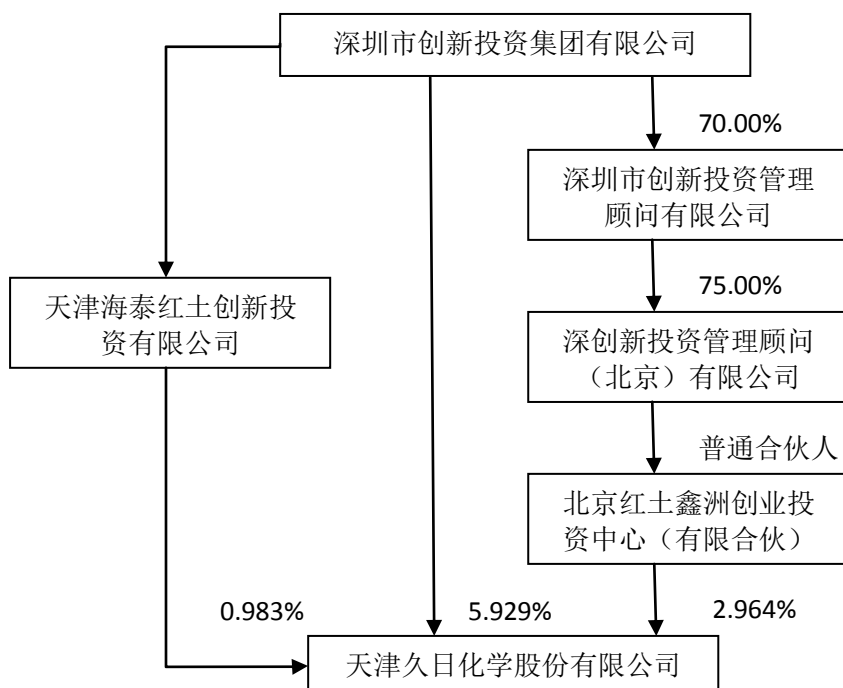 深圳市创新投资集团有限公司
70.00%
深圳市创新投资管理
顾问有限公司
75.00%
天津海泰红土创新投
资有限公司
深创新投资管理顾问
（北京）有限公司
普通合伙人
北京红土鑫洲创业投
资中心（有限合伙）
0.983%
5.929%
2.964%
天津久日化学股份有限公司